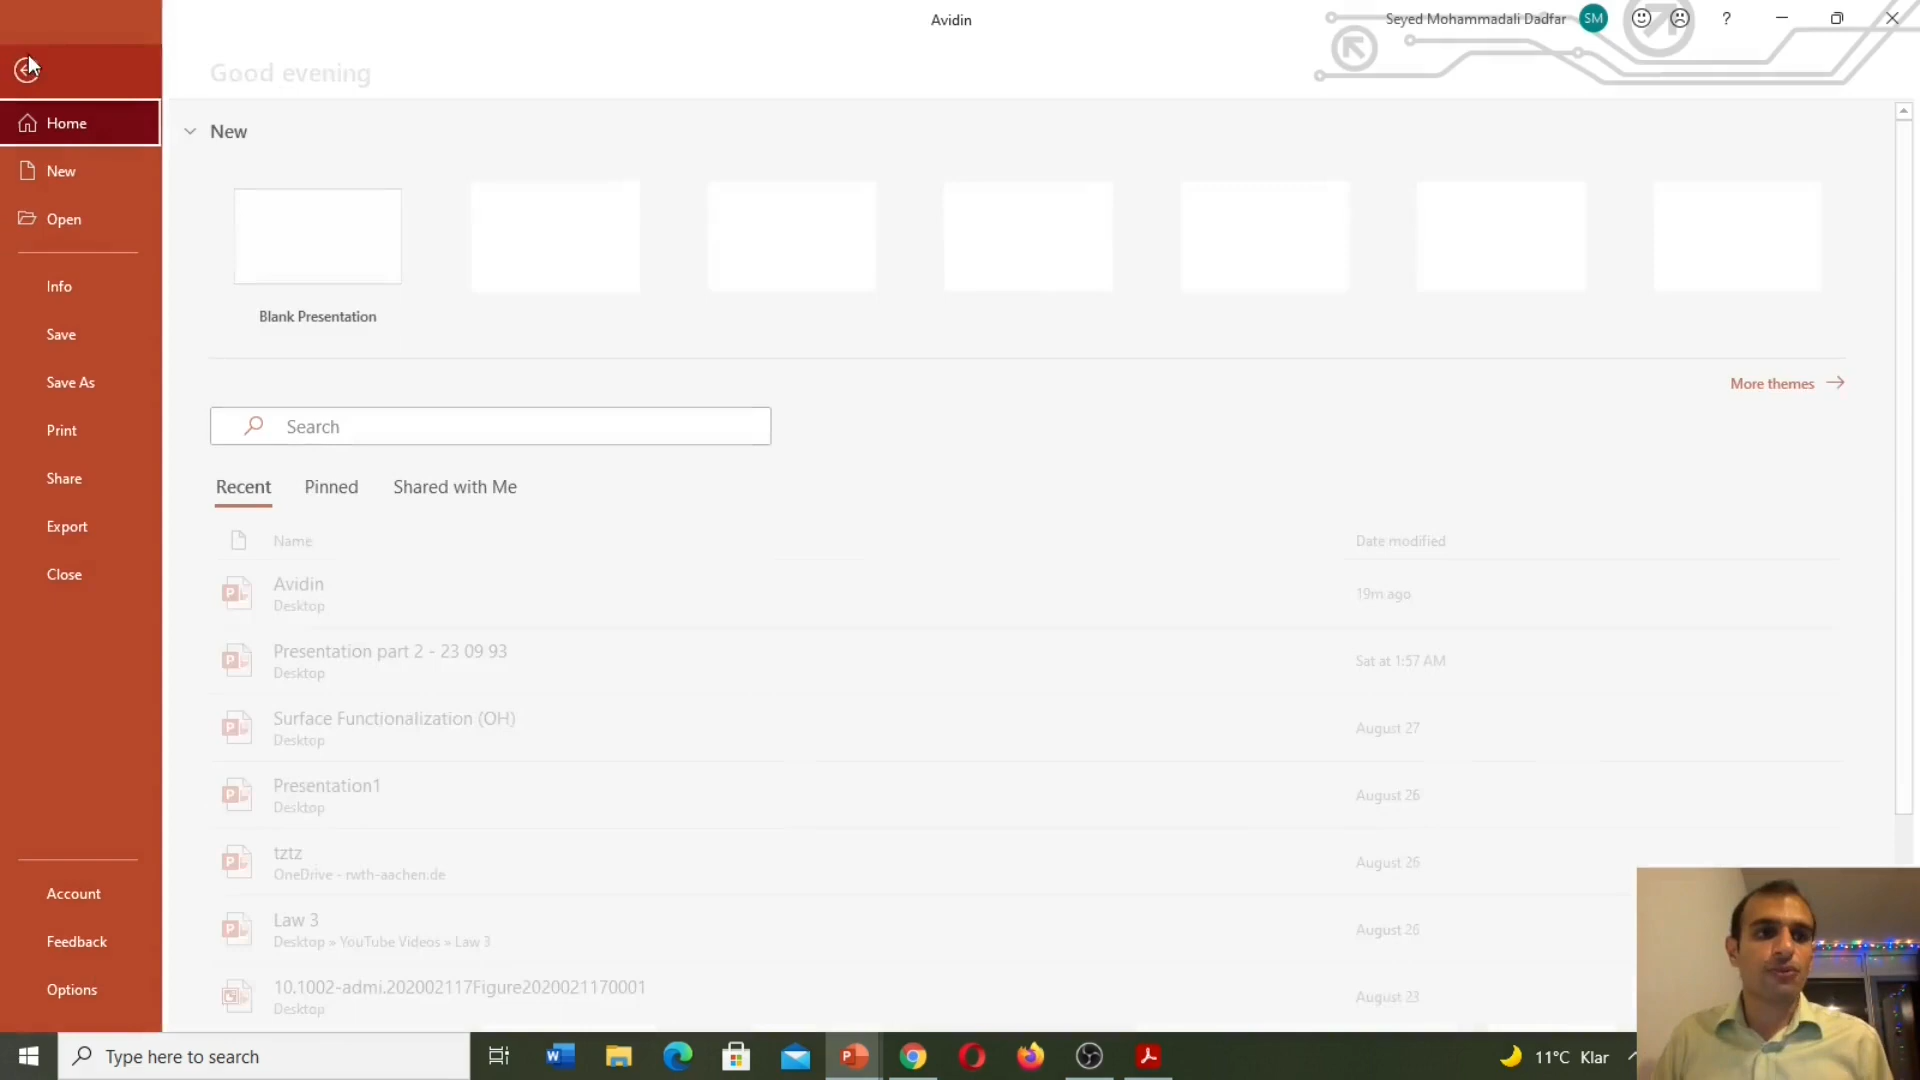 Avidin
Seyed Mohammadali Dadfar
SM
?
Good evening
Home
New
Open
Info
Save
Save As
Print
Share
Export
Close
Account
Feedback
Options
New
Blank Presentation
More themes
Search
Recent
Pinned
Shared with Me
Name
Date modified
Avidin
Desktop
19m ago
Presentation part 2 - 23 09 93
Desktop
Sat at 1:57 AM
Surface Functionalization (OH)
Desktop
August 27
Presentation1
Desktop
August 26
tztz
OneDrive - rwth-aachen.de
August 26
Law 3
Desktop » YouTube Videos » Law 3
August 26
10.1002-admi.202002117Figure2020021170001
Desktop
August 23
Type here to search
11°C Klar